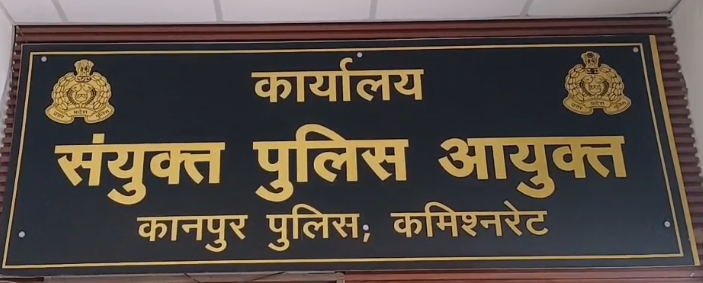 कार्यालय
संयुक्त पुलिस आयुक्त
कानपुर पुलिस, कमिश्नरेट